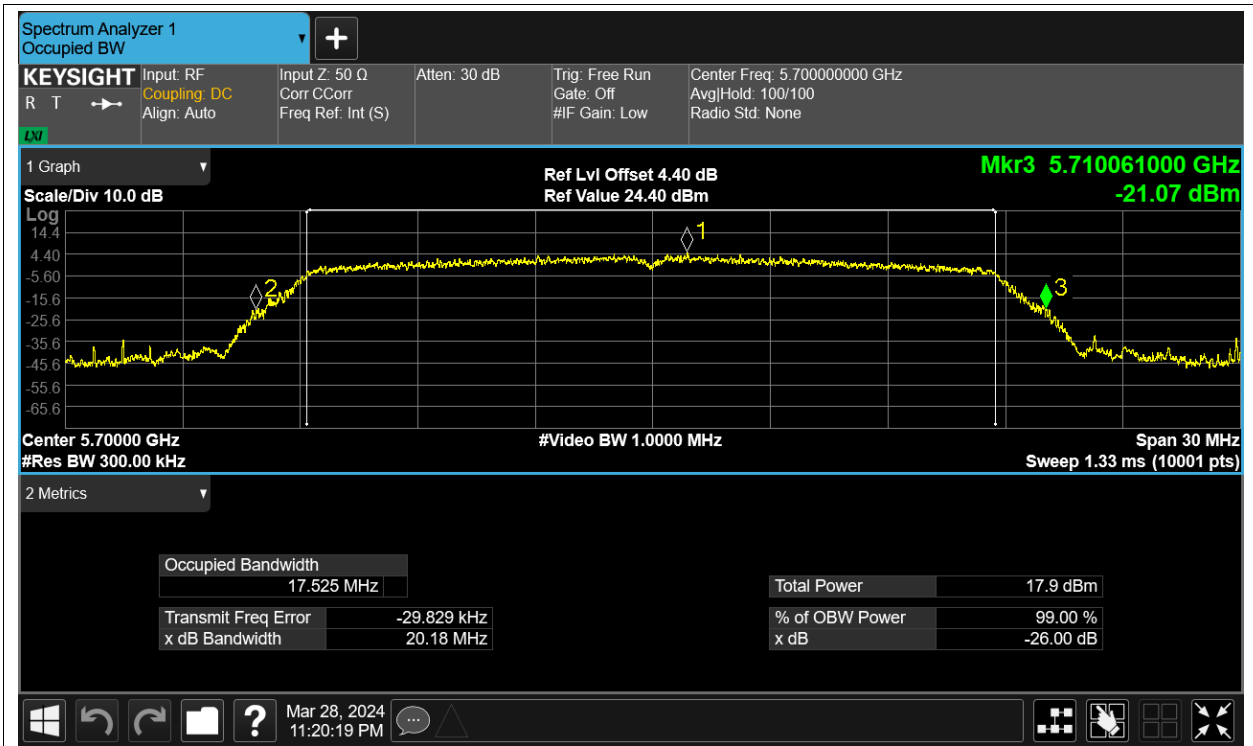 Spectrum Analyzer 1
Occupied BW
KEYSIGHT
R T
LXI
Input: RF
Coupling: DC
Align: Auto
Input Z: 50 Ω
Corr CCorr
Freq Ref: Int (S)
Atten: 30 dB
Trig: Free Run
Gate: Off
#IF Gain: Low
Center Freq: 5.700000000 GHz
Avg|Hold: 100/100
Radio Std: None
1 Graph
Scale/Div 10.0 dB
Ref Lvl Offset 4.40 dB
Ref Value 24.40 dBm
Mkr3 5.710061000 GHz
-21.07 dBm
Log
14.4
4.40
-5.60
-15.6
-25.6
-35.6
-45.6
-55.6
-65.6
1
2
3
Center 5.70000 GHz
#Res BW 300.00 kHz
#Video BW 1.0000 MHz
Span 30 MHz
Sweep 1.33 ms (10001 pts)
2 Metrics
Occupied Bandwidth
17.525 MHz
Transmit Freq Error -29.829 kHz
x dB Bandwidth 20.18 MHz
Total Power 17.9 dBm
% of OBW Power 99.00 %
x dB -26.00 dB
?
Mar 28, 2024
11:20:19 PM